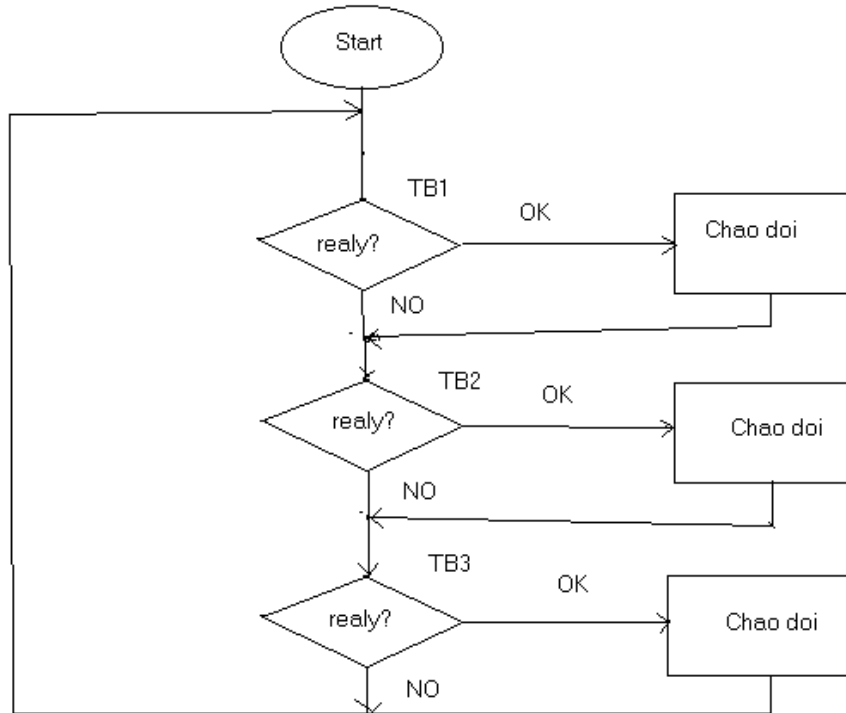 Start
TB1
realy?
OK
Chao doi
NO
TB2
realy?
OK
Chao doi
NO
TB3
realy?
OK
Chao doi
NO